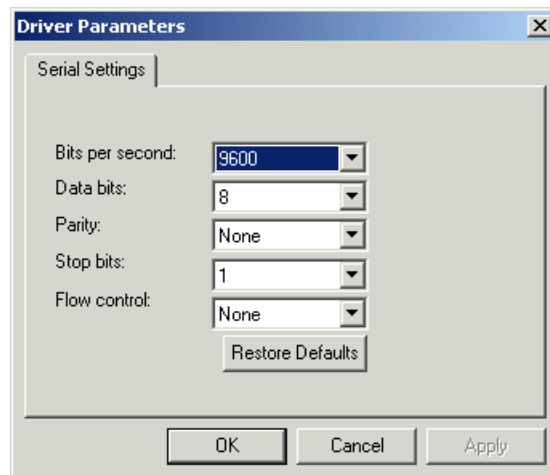 Driver Parameters
Serial Settings
Bits per second: 9600
Data bits: 8
Parity: None
Stop bits: 1
Flow control: None
Restore Defaults
OK Cancel Apply